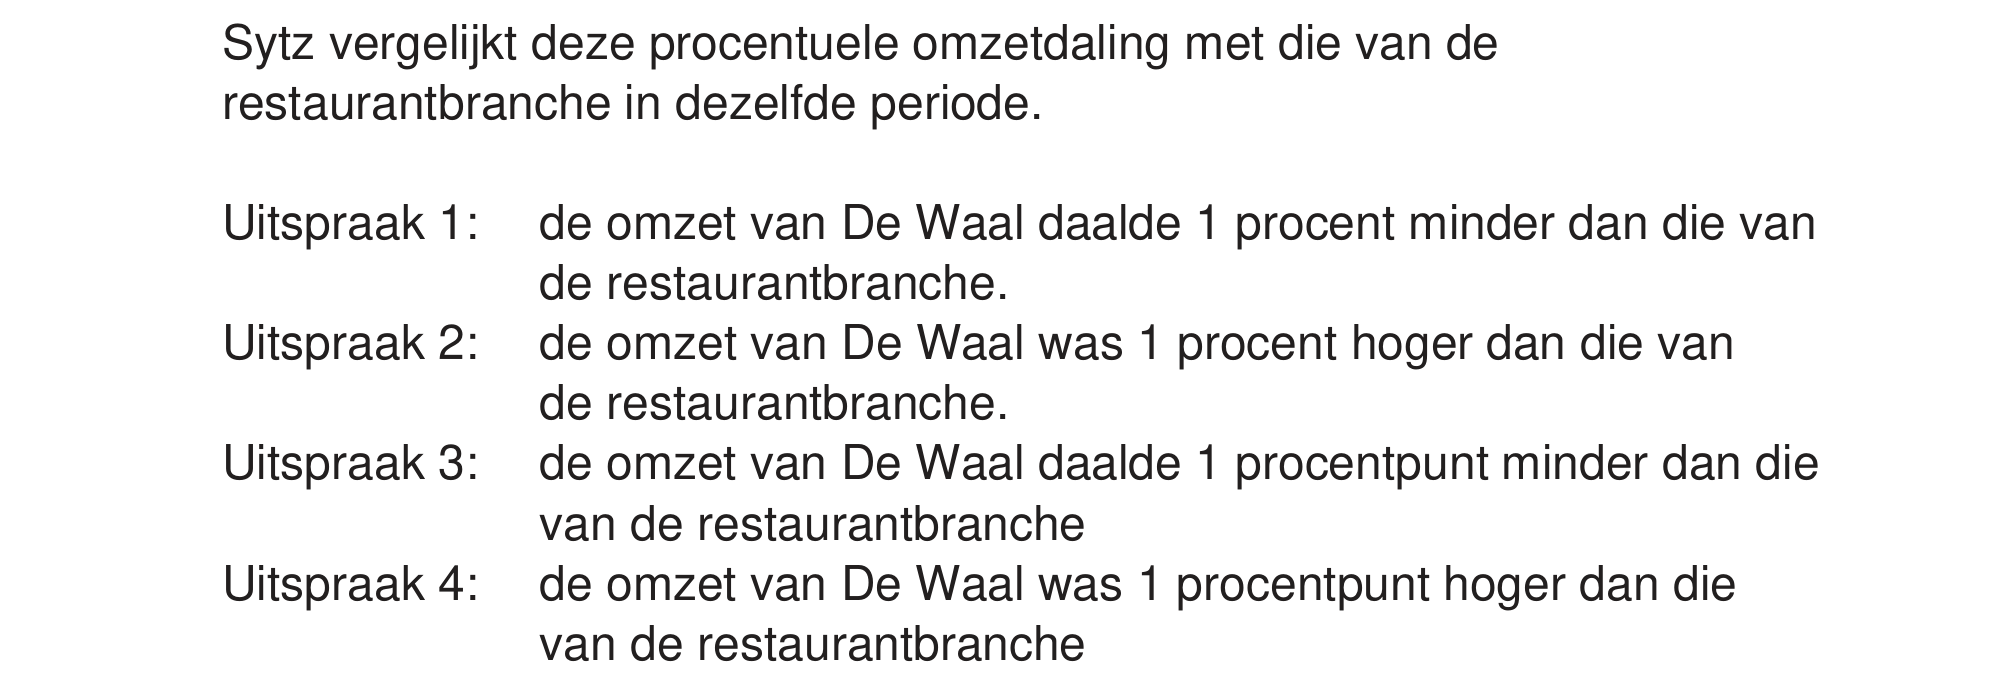 Sytz vergelijkt deze procentuele omzetdaling met die van de
restaurantbranche in dezelfde periode.
Uitspraak 1: de omzet van De Waal daalde 1 procent minder dan die van
de restaurantbranche.
Uitspraak 2: de omzet van De Waal was 1 procent hoger dan die van
de restaurantbranche.
Uitspraak 3: de omzet van De Waal daalde 1 procentpunt minder dan die
van de restaurantbranche
Uitspraak 4: de omzet van De Waal was 1 procentpunt hoger dan die
van de restaurantbranche